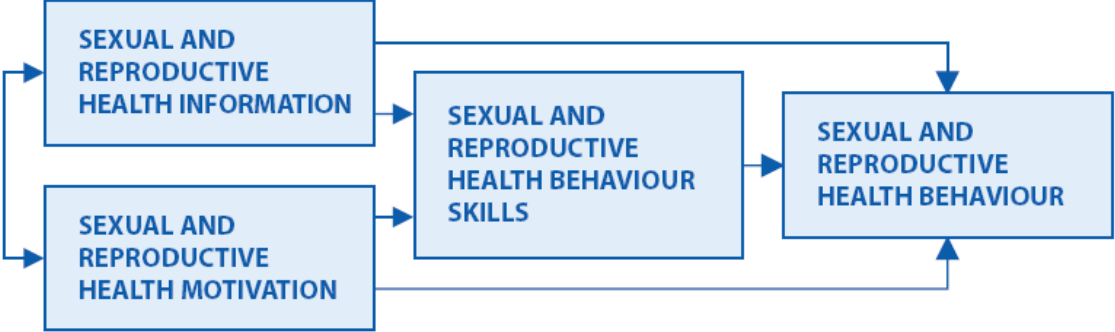 SEXUAL AND
REPRODUCTIVE
HEALTH INFORMATION
SEXUAL AND
REPRODUCTIVE
HEALTH MOTIVATION
SEXUAL AND
REPRODUCTIVE
HEALTH BEHAVIOUR
SKILLS
SEXUAL AND
REPRODUCTIVE
HEALTH BEHAVIOUR